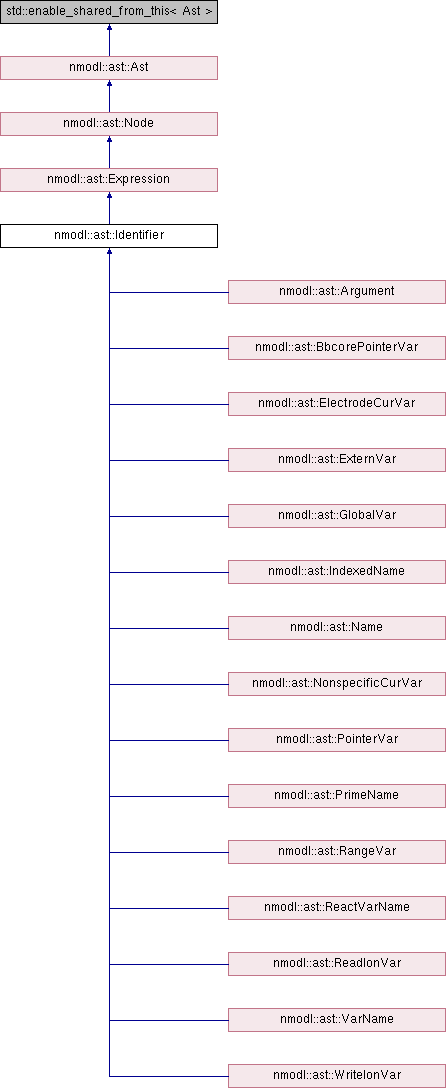 std::enable_shared_from_this< Ast >
nmodl::ast::Ast
nmodl::ast::Node
nmodl::ast::Expression
nmodl::ast::Identifier
nmodl::ast::Argument
nmodl::ast::BbcorePointerVar
nmodl::ast::ElectrodeCurVar
nmodl::ast::ExternVar
nmodl::ast::GlobalVar
nmodl::ast::IndexedName
nmodl::ast::Name
nmodl::ast::NonspecificCurVar
nmodl::ast::PointerVar
nmodl::ast::PrimeName
nmodl::ast::RangeVar
nmodl::ast::ReactVarName
nmodl::ast::ReadIonVar
nmodl::ast::VarName
nmodl::ast::WriteIonVar